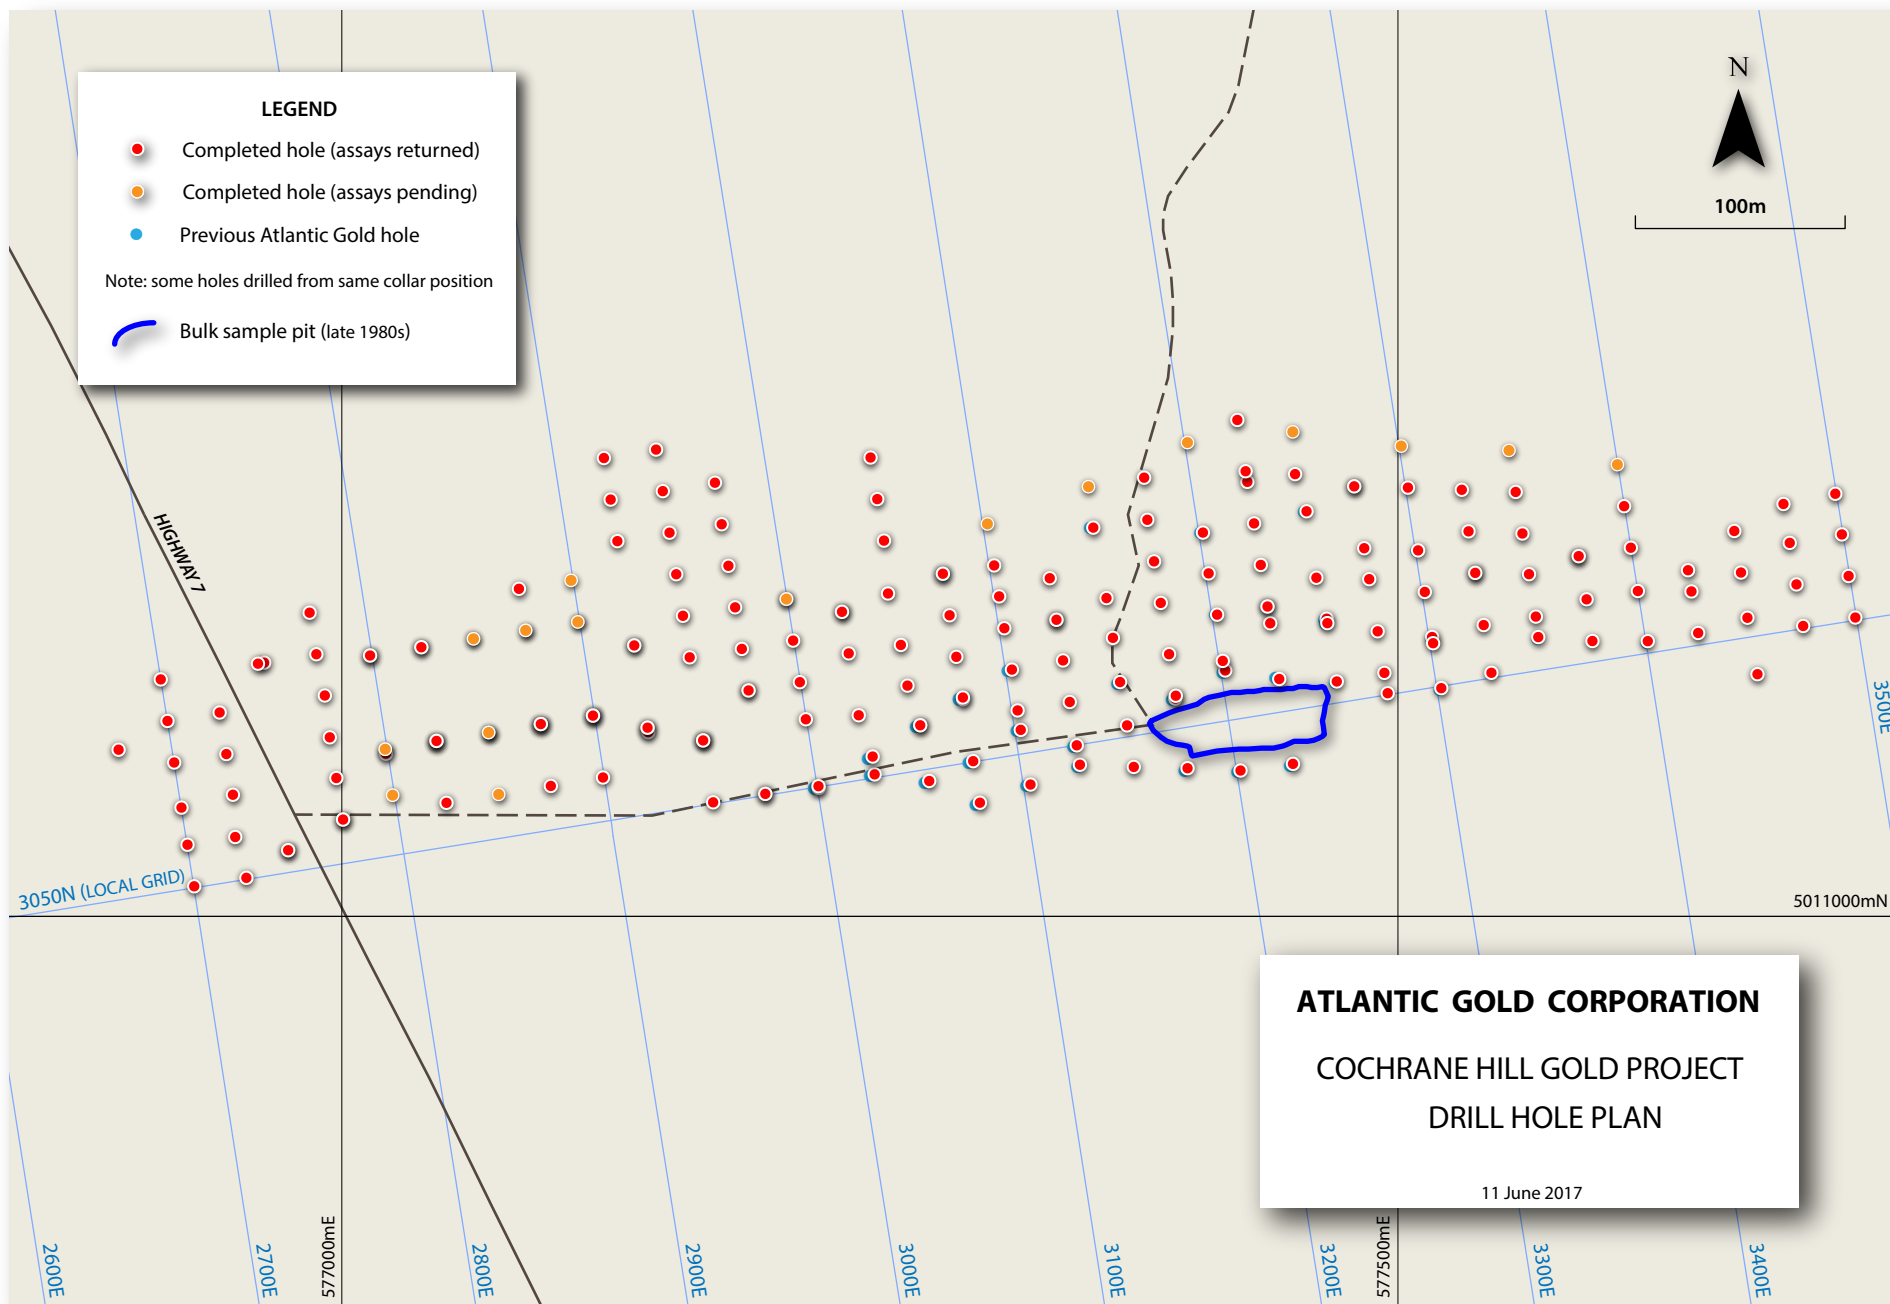 LEGEND
Completed hole (assays returned)
Completed hole (assays pending)
Previous Atlantic Gold hole
Note: some holes drilled from same collar position
Bulk sample pit (late 1980s)
N
100m
HIGHWAY 7
3500E
3050N (LOCAL GRID)
5011000mN
ATLANTIC GOLD CORPORATION
COCHRANE HILL GOLD PROJECT
DRILL HOLE PLAN
11 June 2017
2600E
2700E
577000mE
2800E
2900E
3000E
3100E
3200E
577500mE
3300E
3400E